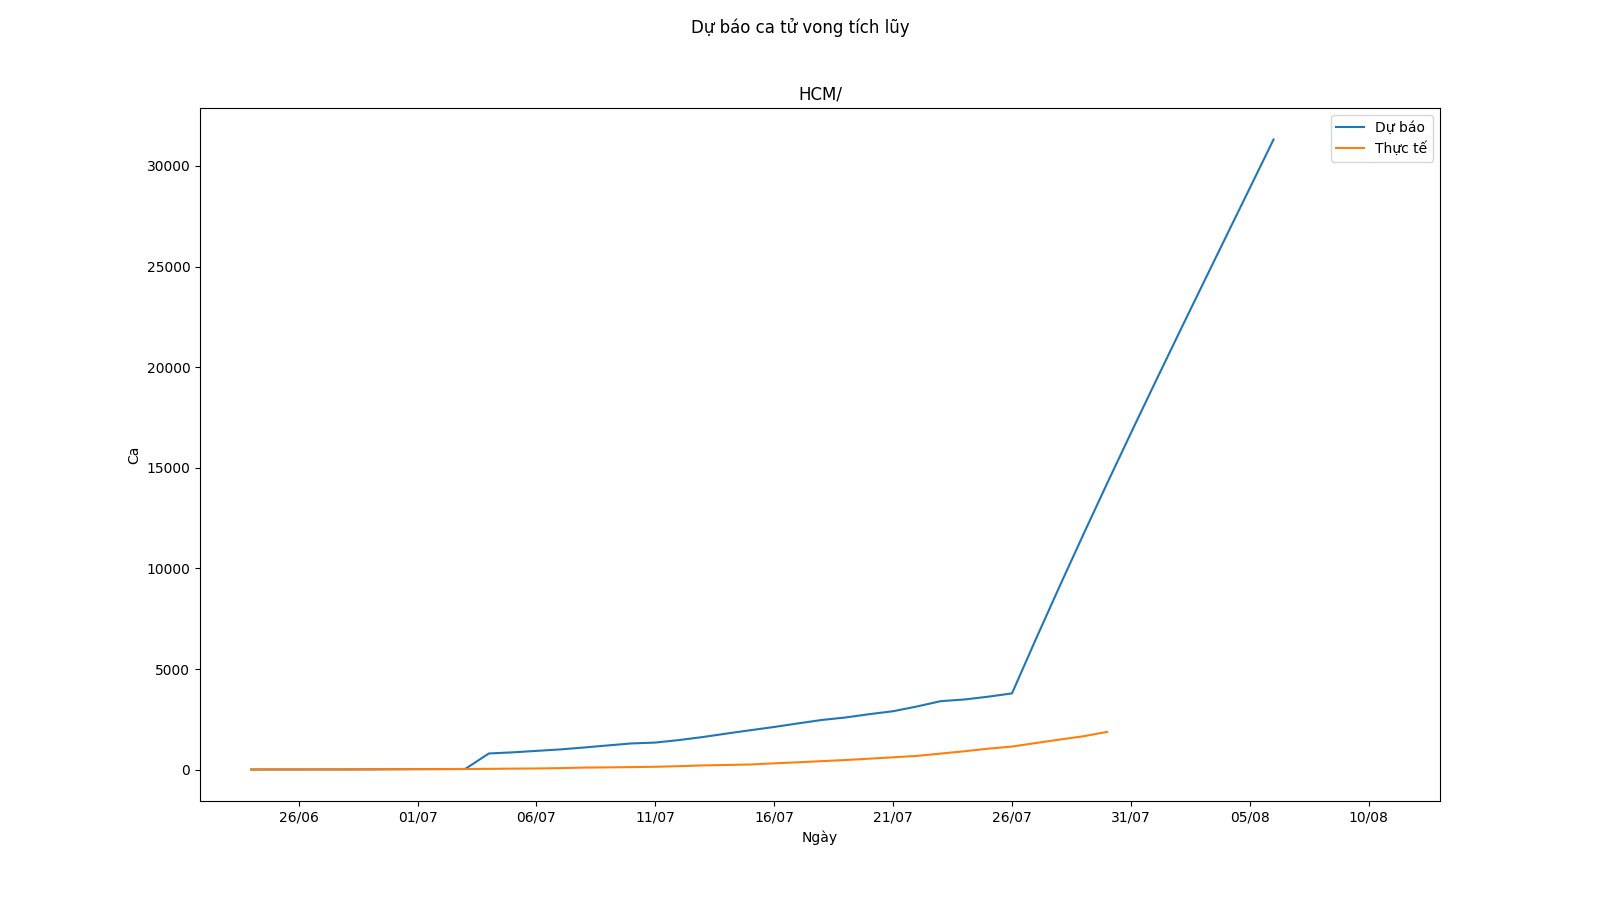 Dự báo ca tử vong tích lũy
HCM/
Dự báo
Thực tế
30000
25000
20000
15000
10000
5000
0
Ca
26/06
01/07
06/07
11/07
16/07
21/07
26/07
31/07
05/08
10/08
Ngày